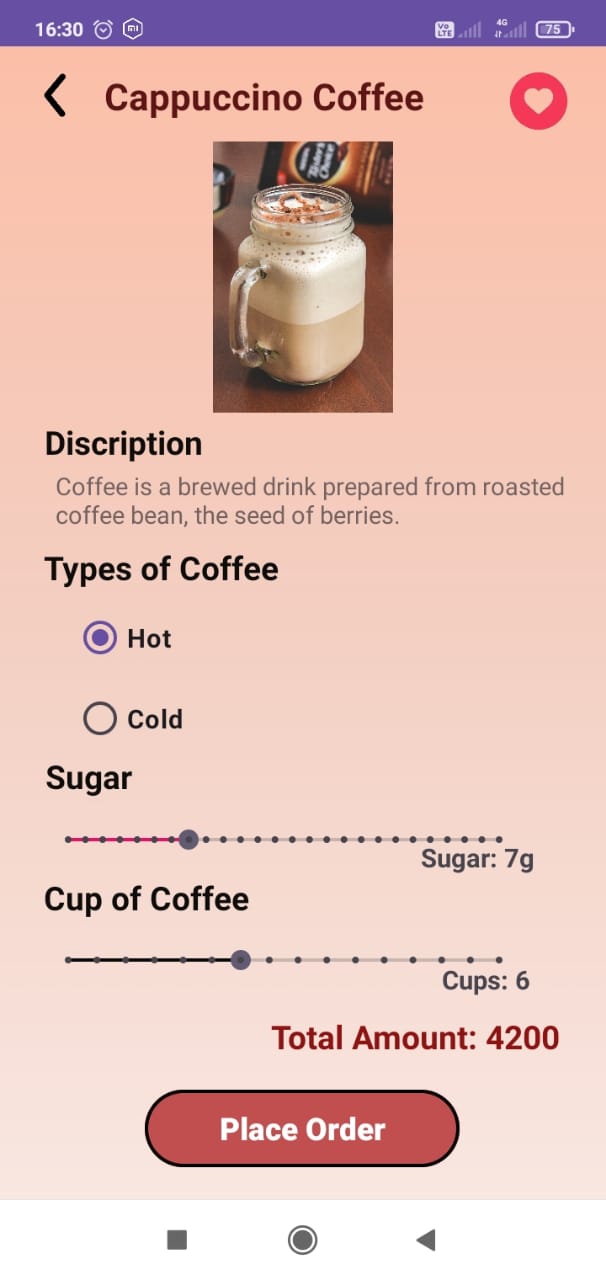 16:30
VO
LTE
4G
75
Cappuccino Coffee
Taster's
Choice
Discription
Coffee is a brewed drink prepared from roasted
coffee bean, the seed of berries.
Types of Coffee
Hot
Cold
Sugar
Sugar: 7g
Cup of Coffee
Cups: 6
Total Amount: 4200
Place Order